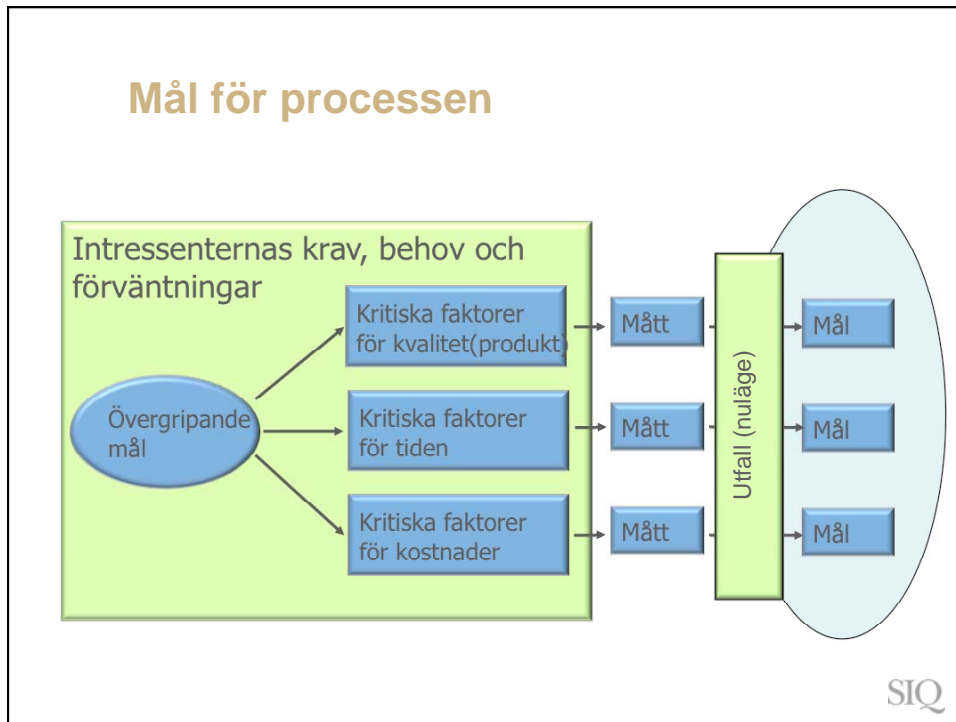 Mål för processen
Intressenternas krav, behov och
förväntningar
Övergripande
mål
Kritiska faktorer
för kvalitet(produkt)
Mått
Mål
Kritiska faktorer
för tiden
Mått
Mål
Kritiska faktorer
för kostnader
Mått
Mål
Utfall (nuläge)
SIQ